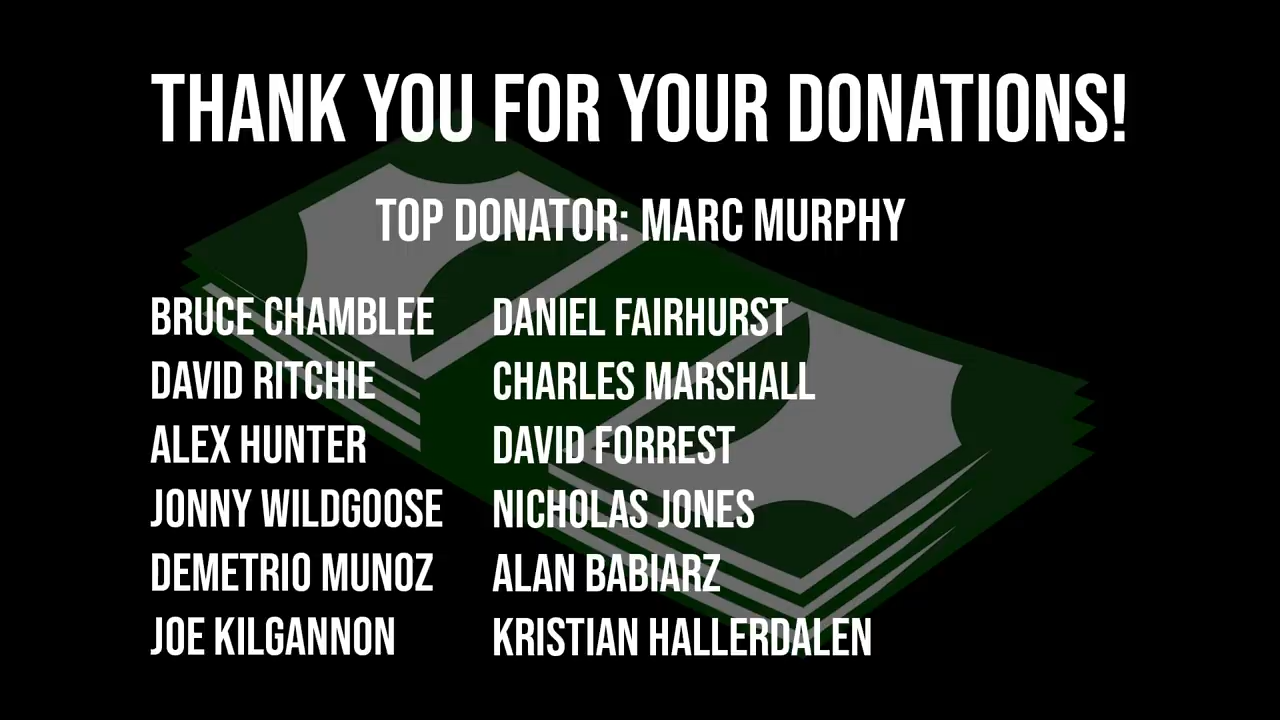 THANK YOU FOR YOUR DONATIONS!
TOP DONATOR: MARC MURPHY
BRUCE CHAMBLEE
DAVID RITCHIE
ALEX HUNTER
JONNY WILDGOOSE
DEMETRIO MUNOZ
JOE KILGANNON
DANIEL FAIRHURST
CHARLES MARSHALL
DAVID FORREST
NICHOLAS JONES
ALAN BABIARZ
KRISTIAN HALLERDALEN